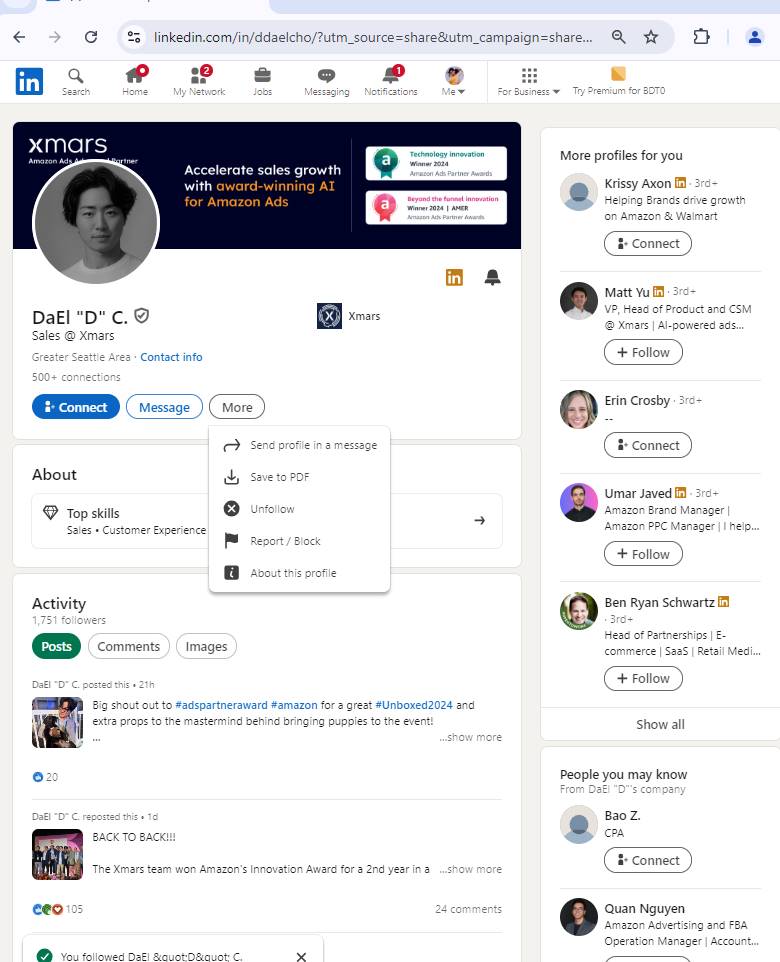 linkedin.com/in/ddaelcho/?utm_source=share&utm_campaign=share...
in
Search
Home
2
My Network
Jobs
Messaging
1
Notifications
Me
For Business
Try Premium for BDT0
xmars
Amazon Ads Partner
Accelerate sales growth
with award-winning AI
for Amazon Ads
a
Technology innovation
Winner 2024
Amazon Ads Partner Awards
a
Beyond the funnel innovation
Winner 2024 | AMER
Amazon Ads Partner Awards
in
DaEl "D" C.
Sales @ Xmars
Xmars
Greater Seattle Area · Contact info
500+ connections
Connect
Message
More
Send profile in a message
Save to PDF
Unfollow
Report / Block
About this profile
About
Top skills
Sales • Customer Experience
Activity
1,751 followers
Posts
Comments
Images
DaEl "D" C. posted this • 21h
Big shout out to #adspartneraward #amazon for a great #Unboxed2024 and
extra props to the mastermind behind bringing puppies to the event!
...
...show more
20
DaEl "D" C. reposted this • 1d
BACK TO BACK!!!
The Xmars team won Amazon's Innovation Award for a 2nd year in a ...show more
105
24 comments
You followed DaEl &quot;D&quot; C.
More profiles for you
Krissy Axon in · 3rd+
Helping Brands drive growth
on Amazon & Walmart
Connect
Matt Yu in · 3rd+
VP, Head of Product and CSM
@ Xmars | AI-powered ads...
+ Follow
Erin Crosby · 3rd+
--
Connect
Umar Javed in · 3rd+
Amazon Brand Manager |
Amazon PPC Manager | I help...
+ Follow
Ben Ryan Schwartz in
· 3rd+
Head of Partnerships | E-
commerce | SaaS | Retail Medi...
+ Follow
Show all
People you may know
From DaEl "D"'s company
Bao Z.
CPA
Connect
Quan Nguyen
Amazon Advertising and FBA
Operation Manager | Account...